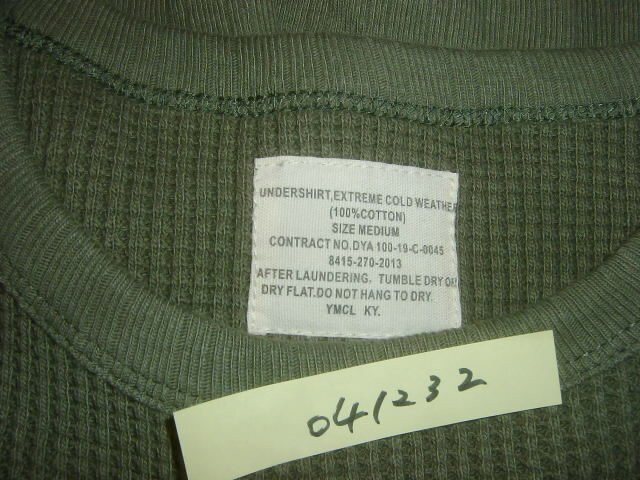 UNDERSHIRT,EXTREME COLD WEATHER
(100%COTTON)
SIZE MEDIUM
CONTRACT NO.DYA 100-19-C-0045
8415-270-2013
AFTER LAUNDERING. TUMBLE DRY OR
DRY FLAT.DO NOT HANG TO DRY.
YMCL KY.
041232